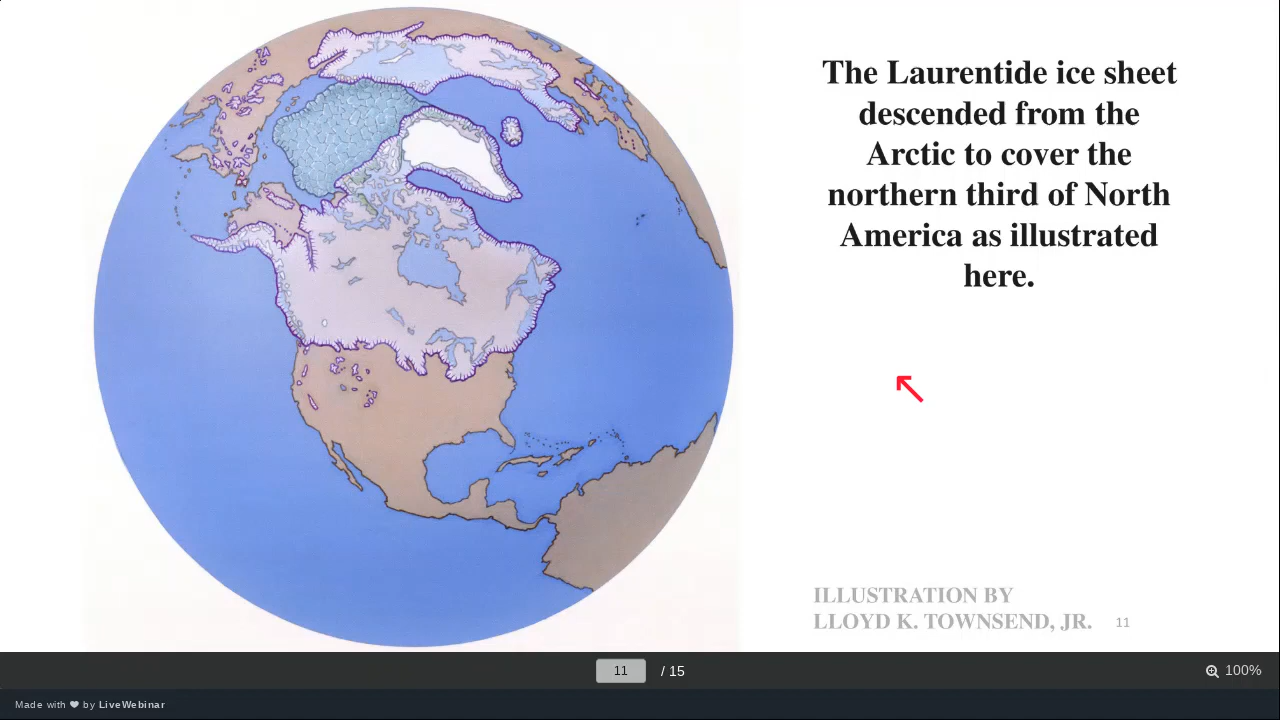 The Laurentide ice sheet
descended from the
Arctic to cover the
northern third of North
America as illustrated
here.
ILLUSTRATION BY
LLOYD K. TOWNSEND, JR.
11
11 / 15
100%
Made with ❤ by LiveWebinar